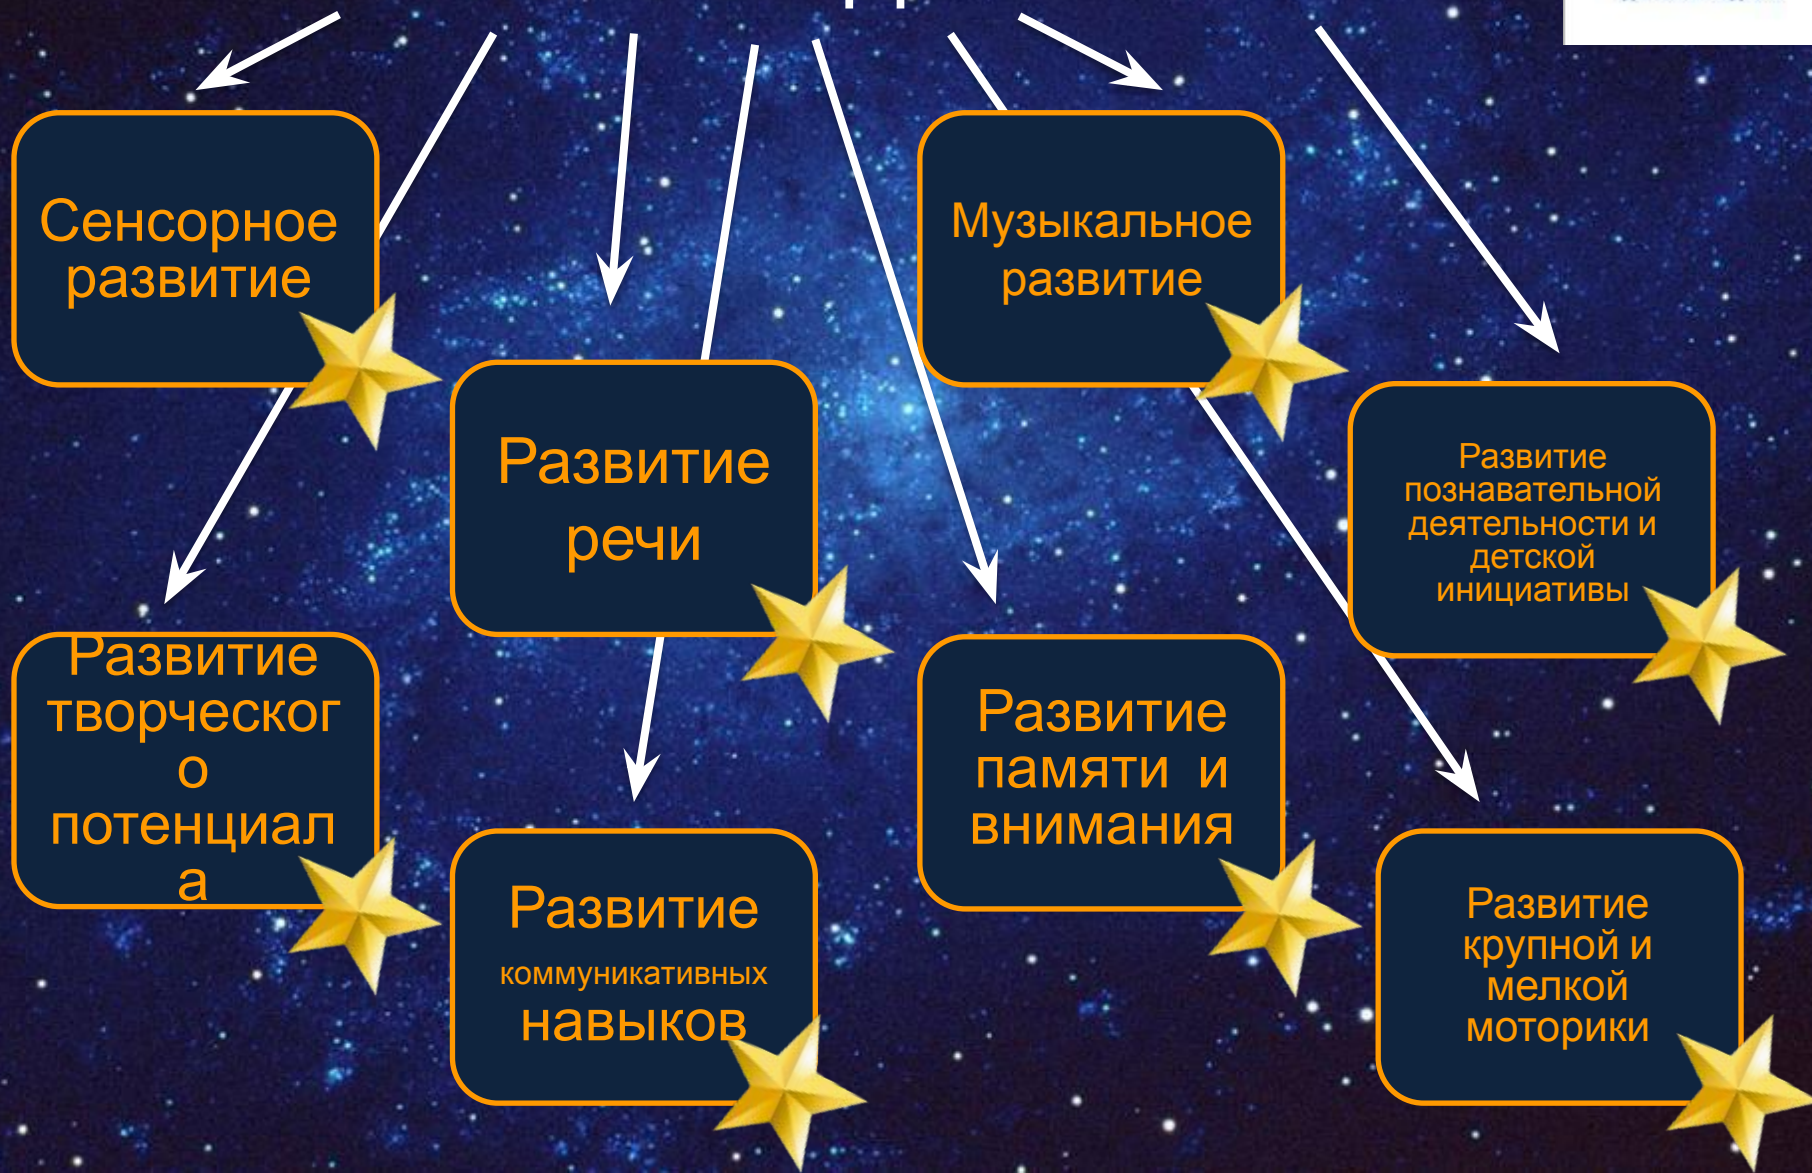 Сенсорное
развитие
Музыкальное
развитие
Развитие
речи
Развитие
познавательной
деятельности и
детской
инициативы
Развитие
творческог
о
потенциал
а
Развитие
памяти и
внимания
Развитие
коммуникативных
навыков
Развитие
крупной и
мелкой
моторики